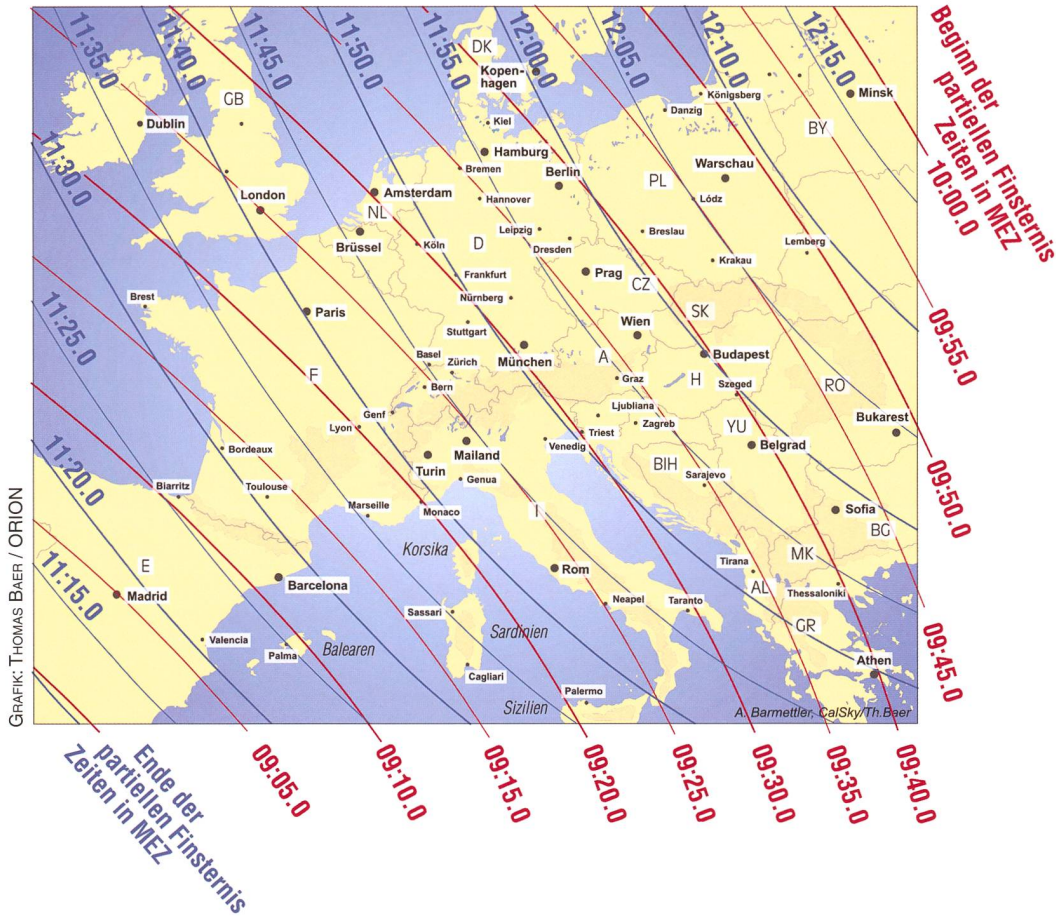 Beginn der
partiellen Finsternis
Zeiten in MEZ
10:00.0
09:55.0
09:50.0
09:45.0
09:40.0
09:35.0
09:30.0
09:25.0
09:20.0
09:15.0
09:10.0
09:05.0
11:35.0
11:40.0
11:45.0
11:50.0
11:55.0
12:00.0
12:05.0
12:10.0
12:15.0
11:30.0
11:25.0
11:20.0
11:15.0
Ende der
partiellen Finsternis
Zeiten in MEZ
DK
Kopen-
hagen
Königsberg
Minsk
Danzig
GB
Dublin
Kiel
BY
Hamburg
Bremen
Berlin
Warschau
PL
London
Amsterdam
Hannover
Lódz
NL
Brüssel
Leipzig
Breslau
Köln
D
Dresden
Lemberg
Krakau
Frankfurt
Prag
CZ
Brest
Nürnberg
Paris
SK
Wien
Stuttgart
München
Budapest
Basel
Zürich
A
F
Bern
Graz
H
Szeged
RO
Genf
Ljubliana
Lyon
Zagreb
Bukarest
Triest
YU
Venedig
Belgrad
Bordeaux
Mailand
Turin
BIH
Sarajevo
Genua
Biarritz
Toulouse
Marseille
Monaco
I
Sofia
BG
Korsika
MK
Tirana
E
Rom
AL
Thessaloniki
Barcelona
Madrid
Neapel
Taranto
Sassari
GR
Sardinien
Valencia
Palma
Balearen
Athen
Cagliari
Palermo
Sizilien
A. Barmettler, CalSky/Th.Baer
GRAFIK: THOMAS BAER / ORION